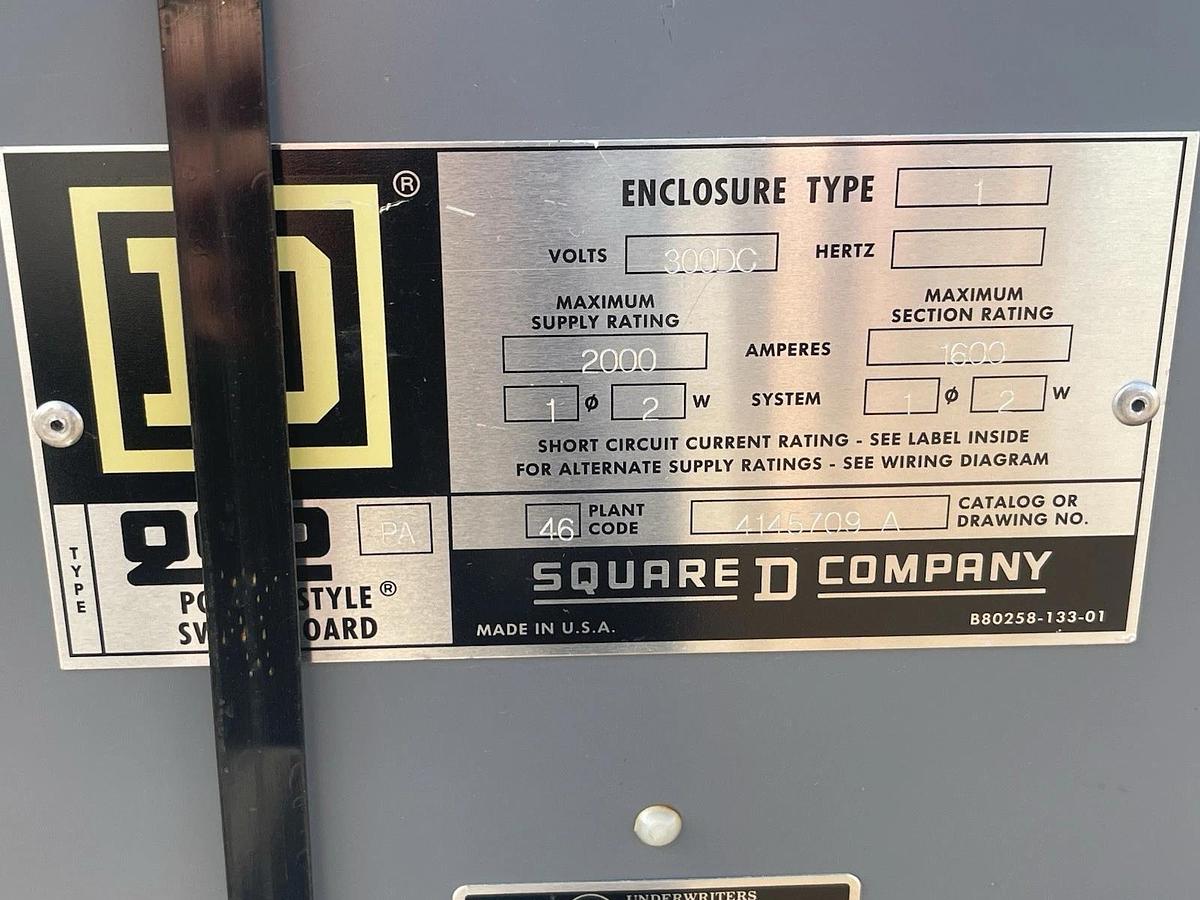 ®
D
ENCLOSURE TYPE 1
VOLTS 300DC HERTZ
MAXIMUM SUPPLY RATING
MAXIMUM SECTION RATING
2000 AMPERES 1600
1 ø 2 W SYSTEM 1 ø 2 W
SHORT CIRCUIT CURRENT RATING - SEE LABEL INSIDE
FOR ALTERNATE SUPPLY RATINGS - SEE WIRING DIAGRAM
TYPE
PA
STYLE®
46 PLANT CODE
4145709 A CATALOG OR DRAWING NO.
SQUARE D COMPANY
MADE IN U.S.A.
B80258-133-01
UNDERWRITERS